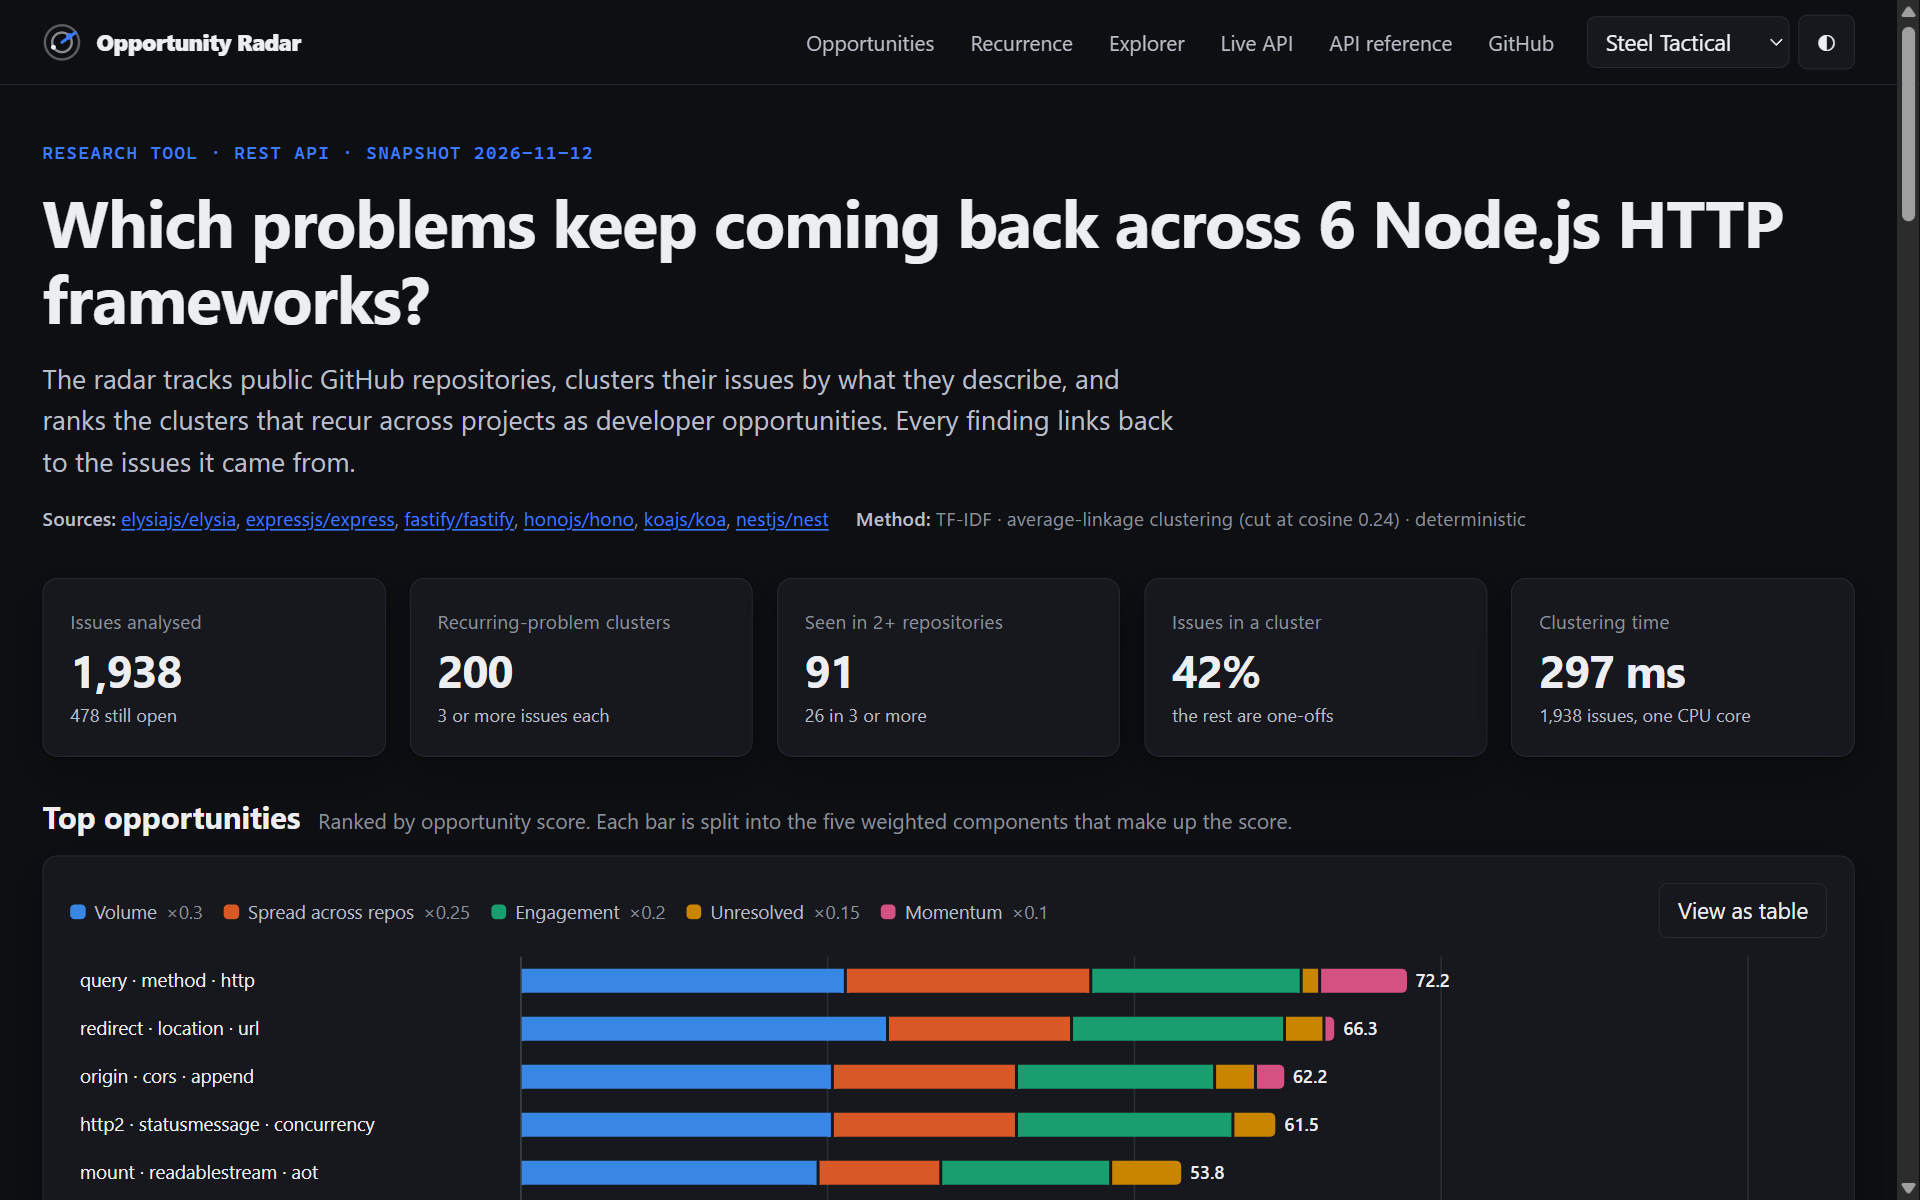 Opportunity Radar
Opportunities
Recurrence
Explorer
Live API
API reference
GitHub
Steel Tactical
RESEARCH TOOL · REST API · SNAPSHOT 2026-11-12
Which problems keep coming back across 6 Node.js HTTP
frameworks?
The radar tracks public GitHub repositories, clusters their issues by what they describe, and
ranks the clusters that recur across projects as developer opportunities. Every finding links back
to the issues it came from.
Sources: elysiajs/elysia, expressjs/express, fastify/fastify, honojs/hono, koajs/koa, nestjs/nest Method: TF-IDF · average-linkage clustering (cut at cosine 0.24) · deterministic
Issues analysed
1,938
478 still open
Recurring-problem clusters
200
3 or more issues each
Seen in 2+ repositories
91
26 in 3 or more
Issues in a cluster
42%
the rest are one-offs
Clustering time
297 ms
1,938 issues, one CPU core
Top opportunities Ranked by opportunity score. Each bar is split into the five weighted components that make up the score.
Volume ×0.3 Spread across repos ×0.25 Engagement ×0.2 Unresolved ×0.15 Momentum ×0.1
View as table
query · method · http 72.2
redirect · location · url 66.3
origin · cors · append 62.2
http2 · statusmessage · concurrency 61.5
mount · readablestream · aot 53.8